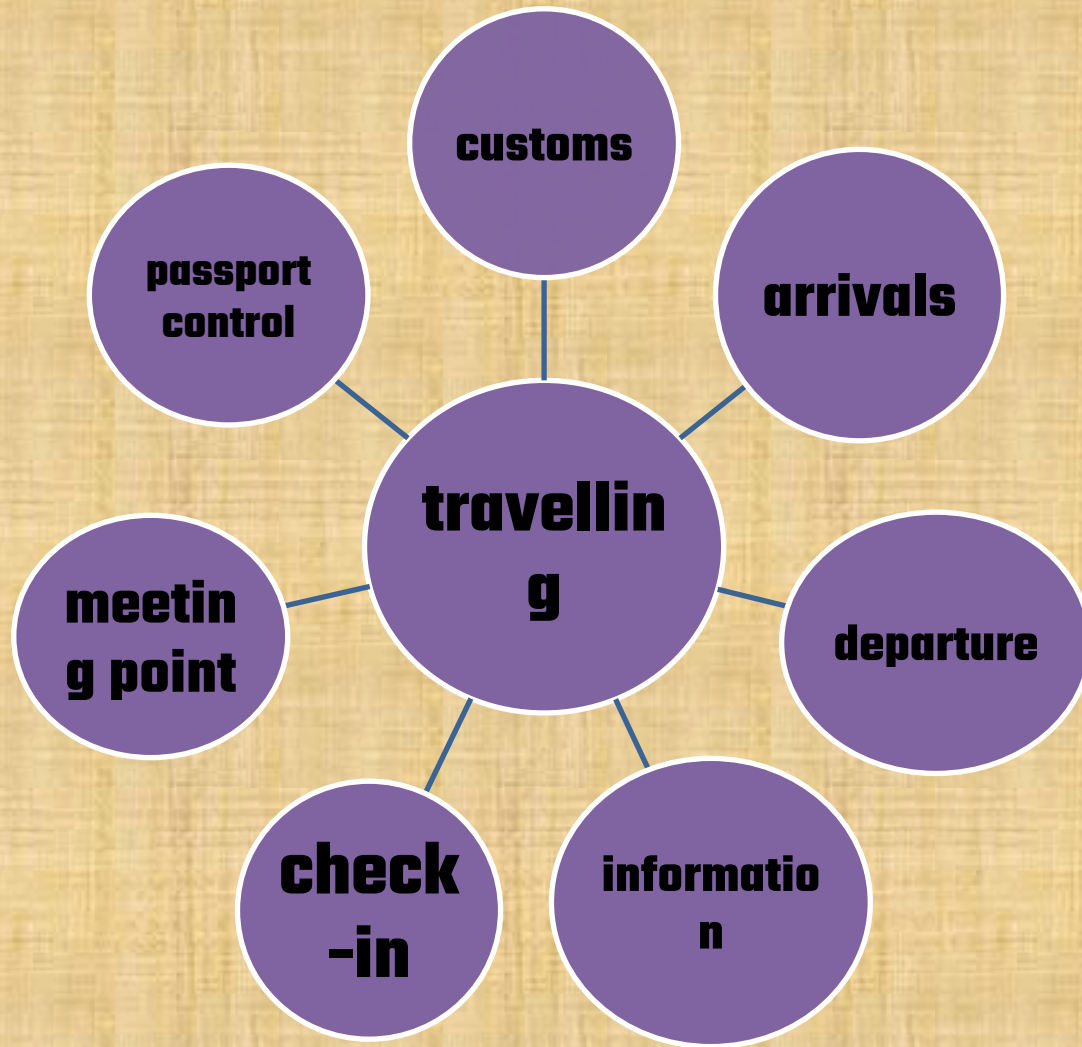 customs
passport
control
arrivals
travellin
g
meetin
g point
departure
check
-in
informatio
n